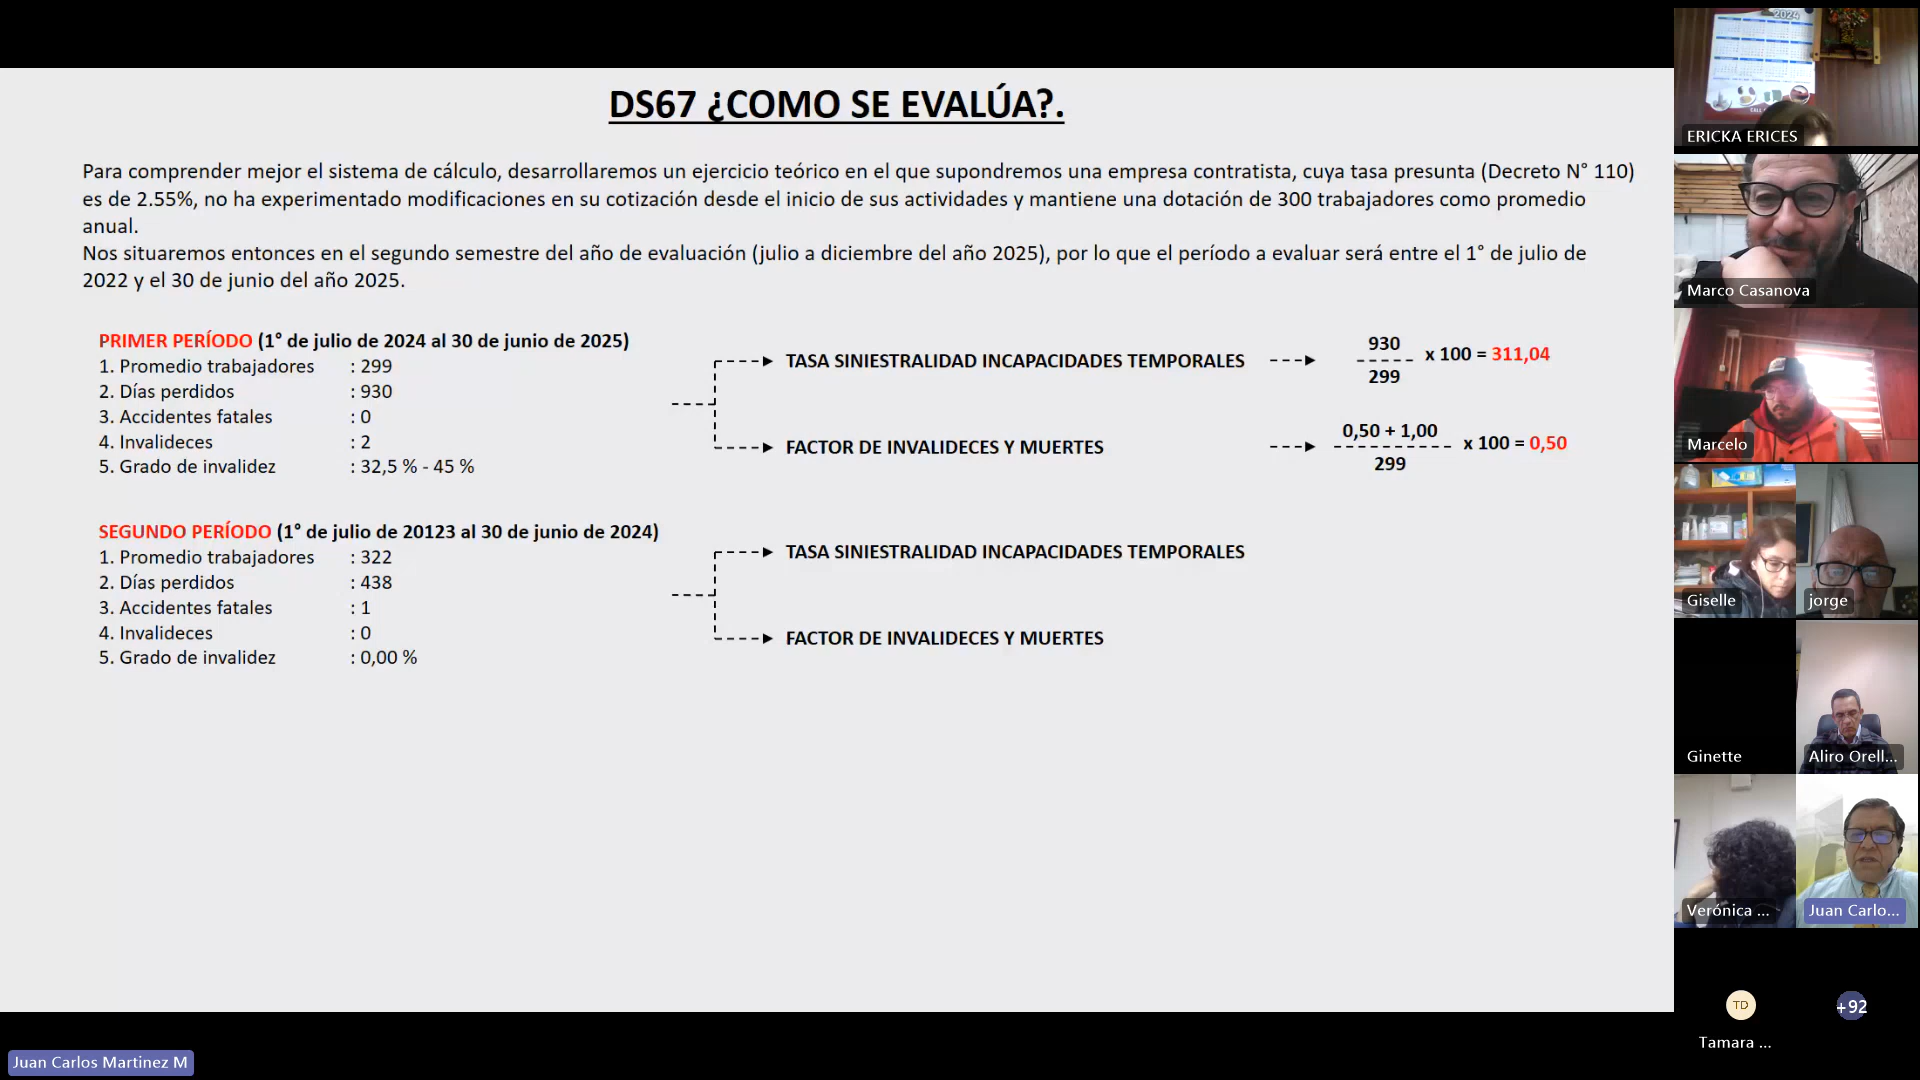 DS67 ¿COMO SE EVALÚA?.
Para comprender mejor el sistema de cálculo, desarrollaremos un ejercicio teórico en el que supondremos una empresa contratista, cuya tasa presunta (Decreto N° 110)
es de 2.55%, no ha experimentado modificaciones en su cotización desde el inicio de sus actividades y mantiene una dotación de 300 trabajadores como promedio
anual.
Nos situaremos entonces en el segundo semestre del año de evaluación (julio a diciembre del año 2025), por lo que el período a evaluar será entre el 1° de julio de
2022 y el 30 de junio del año 2025.
PRIMER PERÍODO (1° de julio de 2024 al 30 de junio de 2025)
1. Promedio trabajadores : 299
2. Días perdidos : 930
3. Accidentes fatales : 0
4. Invalideces : 2
5. Grado de invalidez : 32,5 % - 45 %
TASA SINIESTRALIDAD INCAPACIDADES TEMPORALES
930
299
x 100 = 311,04
FACTOR DE INVALIDECES Y MUERTES
0,50 + 1,00
299
x 100 = 0,50
SEGUNDO PERÍODO (1° de julio de 20123 al 30 de junio de 2024)
1. Promedio trabajadores : 322
2. Días perdidos : 438
3. Accidentes fatales : 1
4. Invalideces : 0
5. Grado de invalidez : 0,00 %
TASA SINIESTRALIDAD INCAPACIDADES TEMPORALES
FACTOR DE INVALIDECES Y MUERTES
2024
ERICKA ERICES
Marco Casanova
Marcelo
Giselle
jorge
Ginette
Aliro Orell...
Verónica ...
Juan Carlo...
TD
+92
Tamara ...
Juan Carlos Martinez M